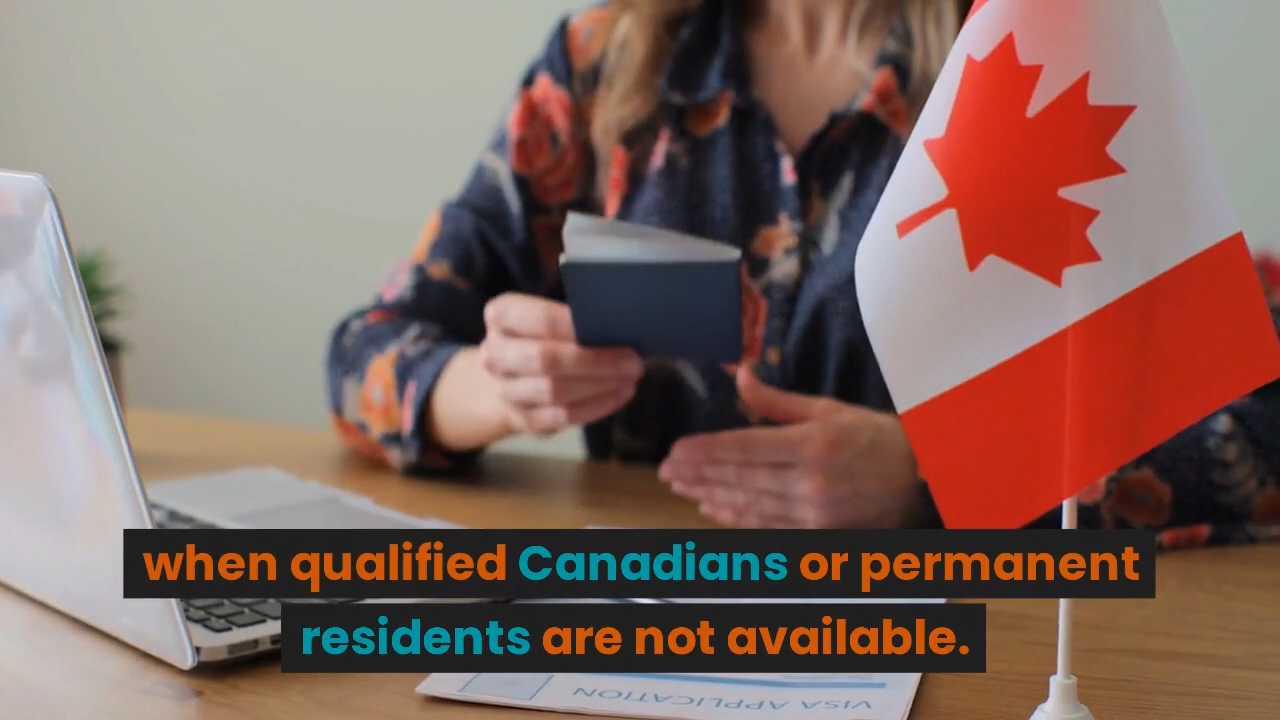 when qualified Canadians or permanent
residents are not available.
VISA APPLICATION